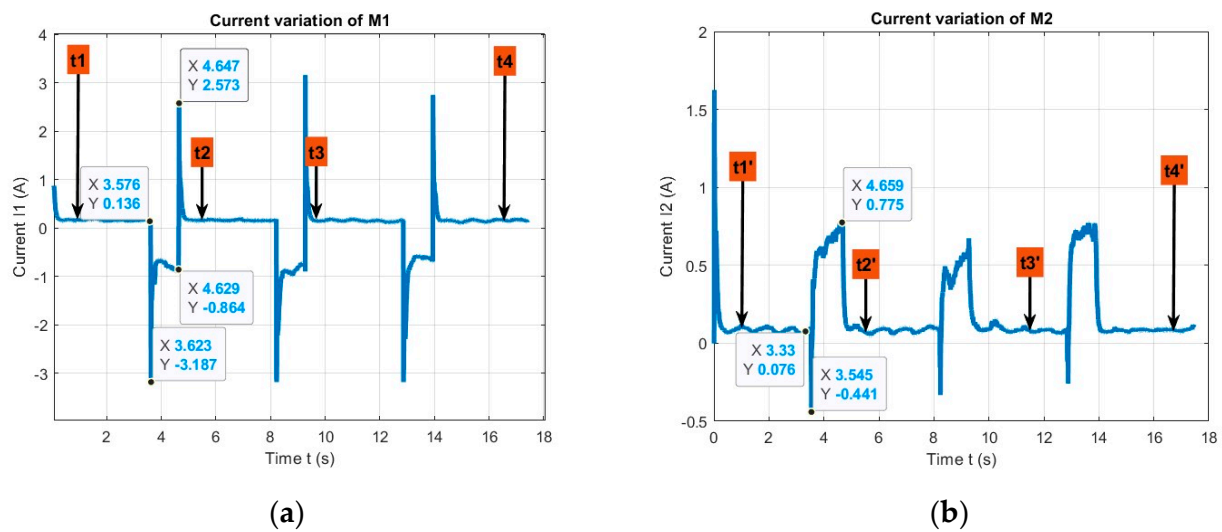 Current variation of M1
4
3
2
1
0
-1
-2
-3
Current I1 (A)
t1
X 4.647
Y 2.573
t4
t2
t3
X 3.576
Y 0.136
X 4.629
Y -0.864
X 3.623
Y -3.187
2 4 6 8 10 12 14 16 18
Time t (s)
(a)
Current variation of M2
2
1.5
1
0.5
0
-0.5
Current I2 (A)
t1'
X 4.659
Y 0.775
t4'
t2'
t3'
X 3.33
Y 0.076
X 3.545
Y -0.441
0 2 4 6 8 10 12 14 16 18
Time t (s)
(b)